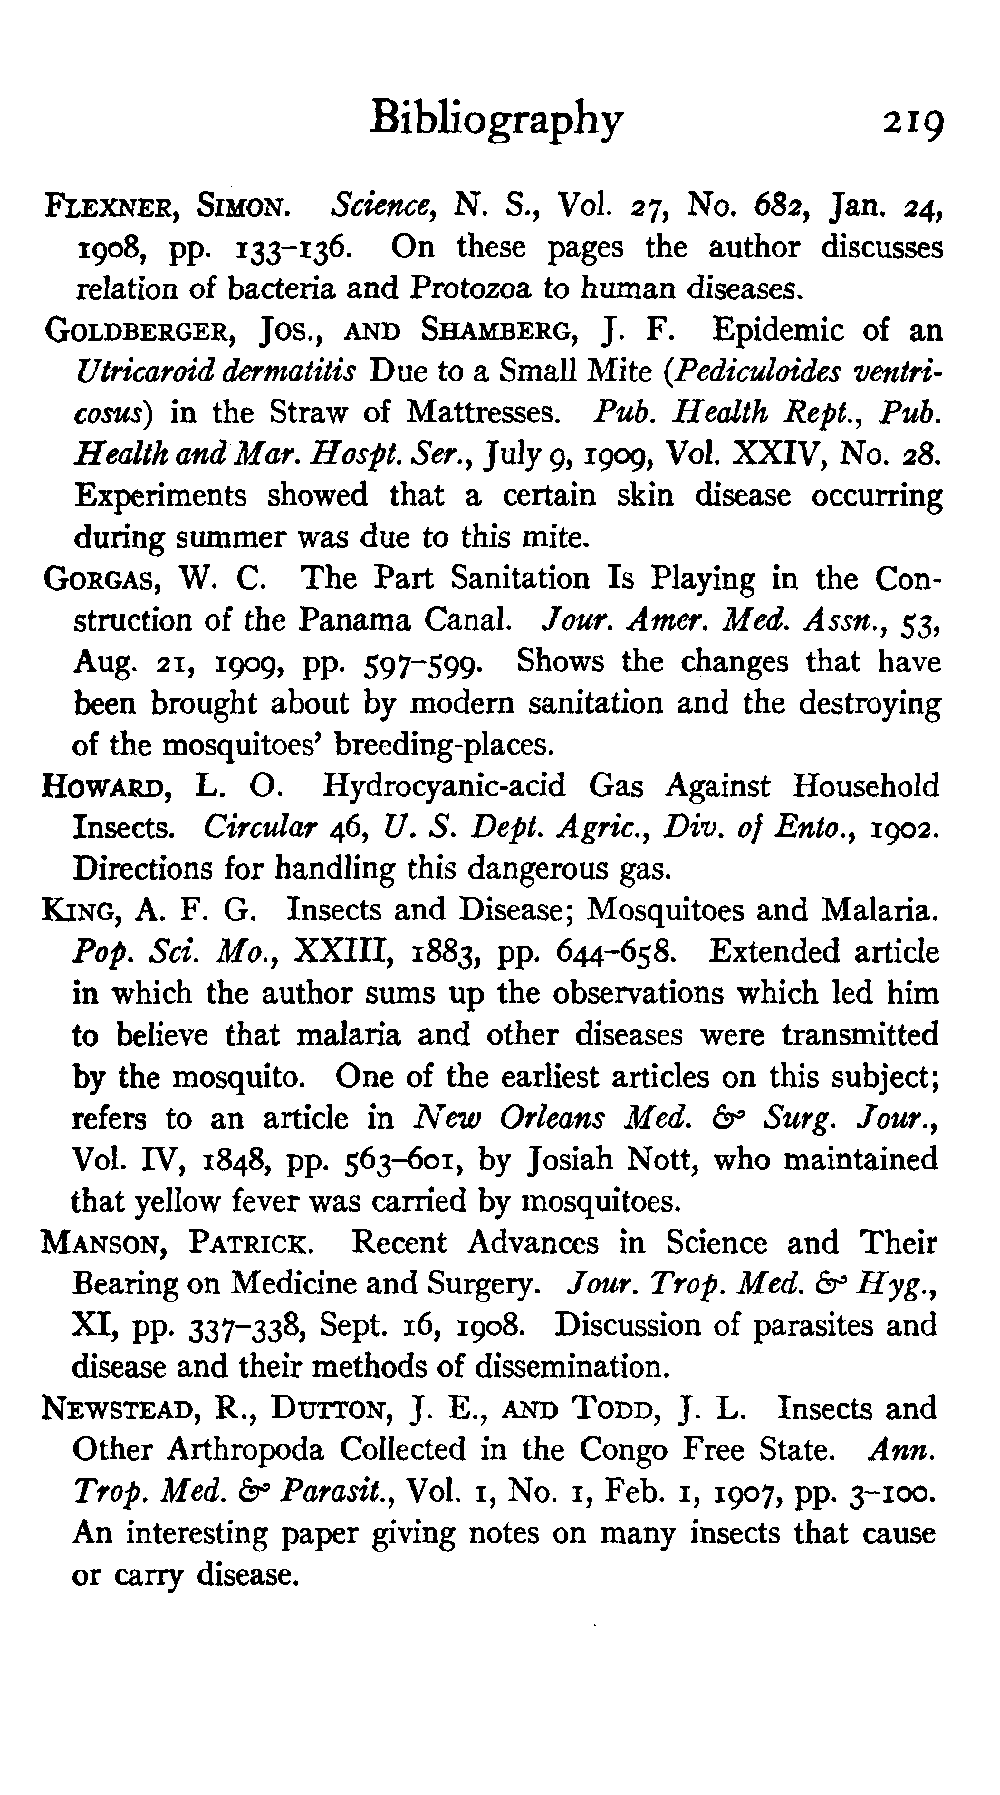 Bibliography 219
FLEXNER, SIMON. Science, N. S., Vol. 27, No. 682, Jan. 24,
1908, pp. 133–136. On these pages the author discusses
relation of bacteria and Protozoa to human diseases.
GOLDBERGER, JOS., AND SHAMBERG, J. F. Epidemic of an
Utricaroid dermatitis Due to a Small Mite (Pediculoides ventri-
cosus) in the Straw of Mattresses. Pub. Health Rept., Pub.
Health and Mar. Hospt. Ser., July 9, 1909, Vol. XXIV, No. 28.
Experiments showed that a certain skin disease occurring
during summer was due to this mite.
GORGAS, W. C. The Part Sanitation Is Playing in the Con-
struction of the Panama Canal. Jour. Amer. Med. Assn., 53,
Aug. 21, 1909, pp. 597–599. Shows the changes that have
been brought about by modern sanitation and the destroying
of the mosquitoes' breeding-places.
HOWARD, L. O. Hydrocyanic-acid Gas Against Household
Insects. Circular 46, U. S. Dept. Agric., Div. of Ento., 1902.
Directions for handling this dangerous gas.
KING, A. F. G. Insects and Disease; Mosquitoes and Malaria.
Pop. Sci. Mo., XXIII, 1883, pp. 644–658. Extended article
in which the author sums up the observations which led him
to believe that malaria and other diseases were transmitted
by the mosquito. One of the earliest articles on this subject;
refers to an article in New Orleans Med. & Surg. Jour.,
Vol. IV, 1848, pp. 563–601, by Josiah Nott, who maintained
that yellow fever was carried by mosquitoes.
MANSON, PATRICK. Recent Advances in Science and Their
Bearing on Medicine and Surgery. Jour. Trop. Med. & Hyg.,
XI, pp. 337–338, Sept. 16, 1908. Discussion of parasites and
disease and their methods of dissemination.
NEWSTEAD, R., DUTTON, J. E., AND TODD, J. L. Insects and
Other Arthropoda Collected in the Congo Free State. Ann.
Trop. Med. & Parasit., Vol. 1, No. 1, Feb. 1, 1907, pp. 3–100.
An interesting paper giving notes on many insects that cause
or carry disease.